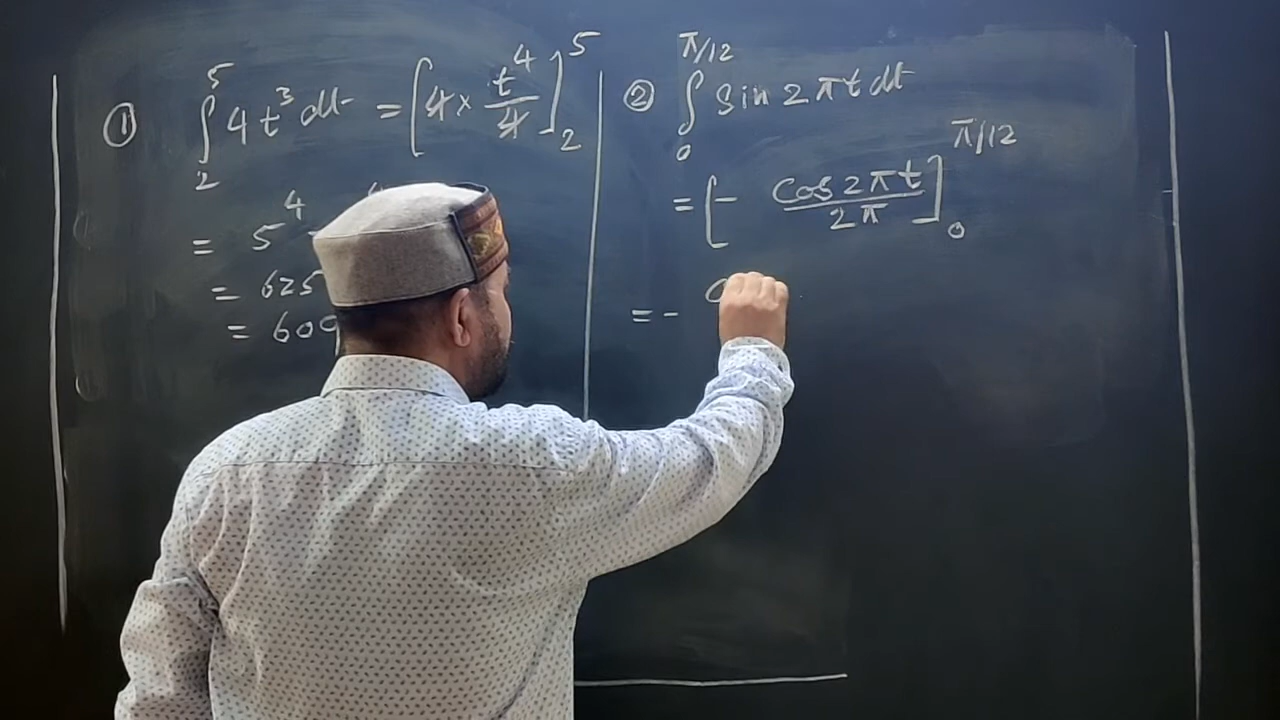 ① ∫₂⁵ 4t³ dt = [4 × t⁴/4]₂⁵
= 5⁴
= 625
= 609
② ∫₀^π/12 Sin 2πt dt
= [- Cos 2πt / 2π]₀^π/12
= -